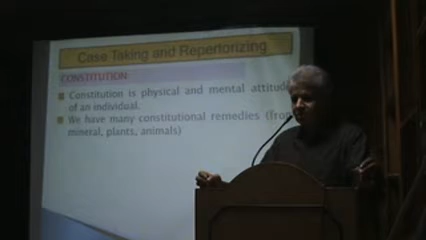 Case Taking and Repertorizing
CONSTITUTION
Constitution is physical and mental attitude
of an individual.
We have many constitutional remedies (from
mineral, plants, animals)